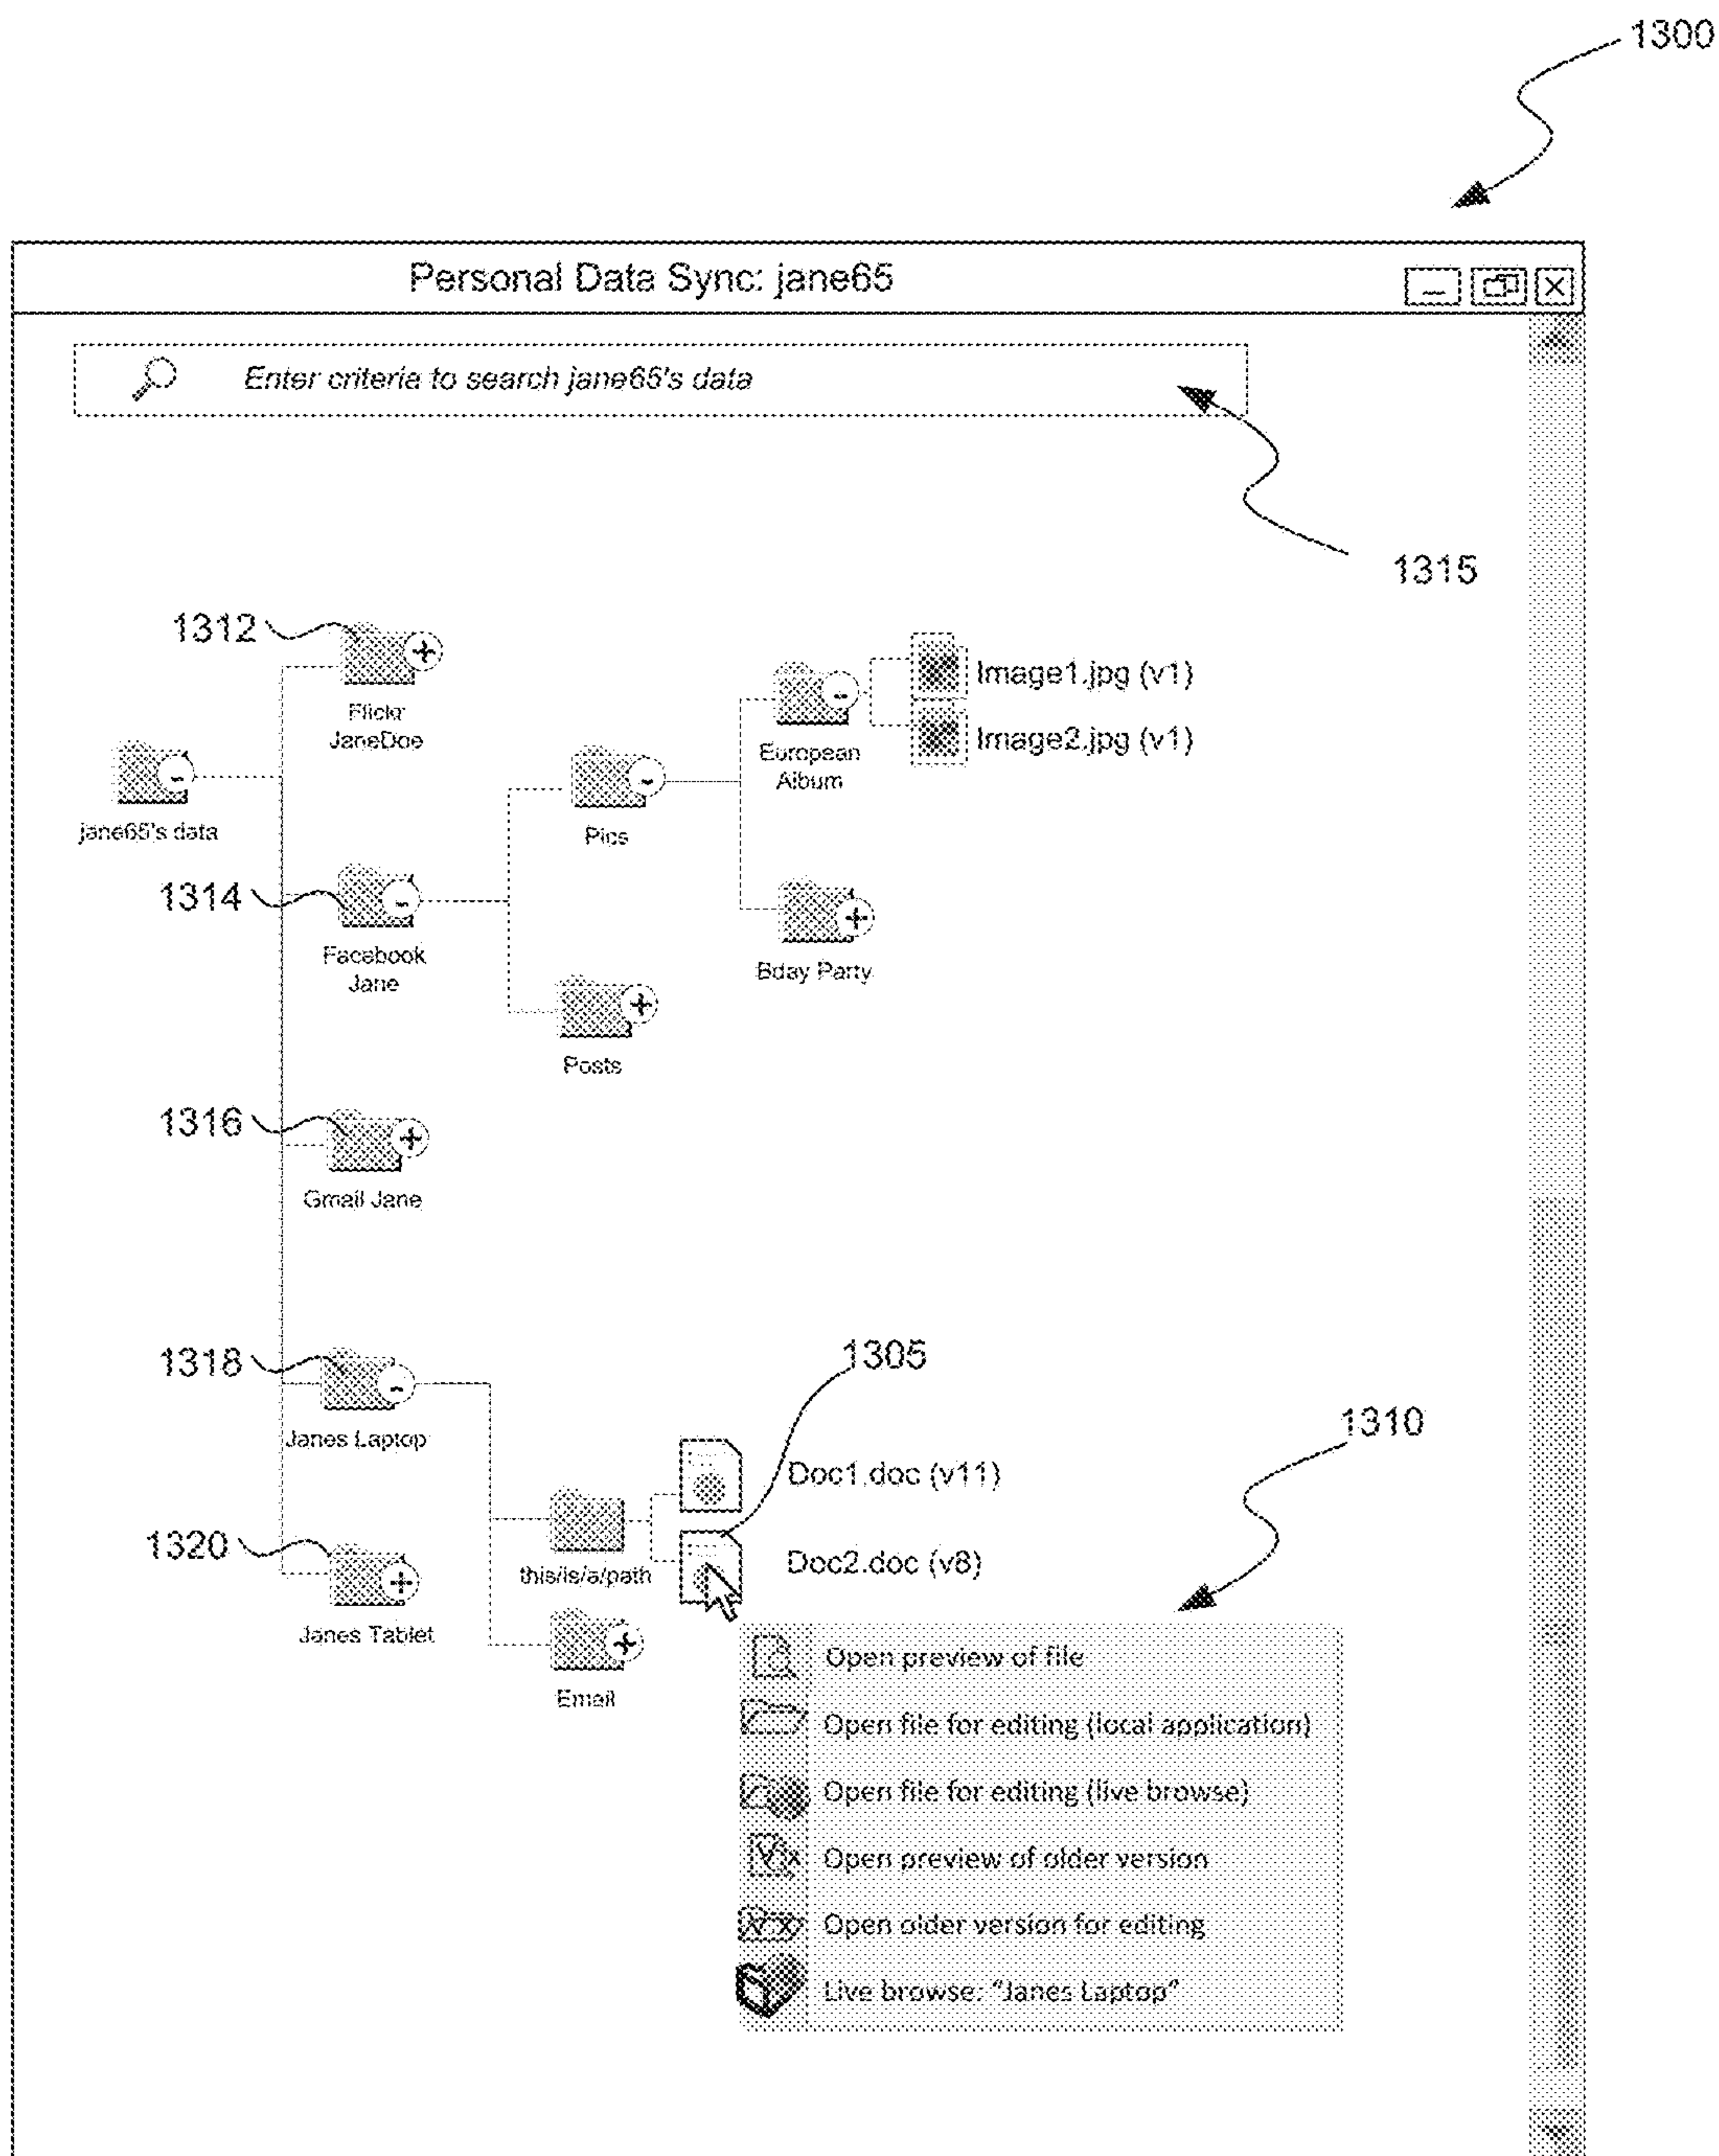 1300
Personal Data Sync: jane65
Enter criteria to search jane65's data
1315
1312
Flickr
JaneDoe
Image1.jpg (v1)
Image2.jpg (v1)
European
Album
jane65's data
Pics
1314
Facebook
Jane
Bday Party
Posts
1316
Gmail Jane
1318
Janes Laptop
1305
1310
Doc1.doc (v11)
1320
Janes Tablet
this/is/a/path
Doc2.doc (v8)
Email
Open preview of file
Open file for editing (local application)
Open file for editing (live browse)
Open preview of older version
Open older version for editing
Live browse: "Janes Laptop"